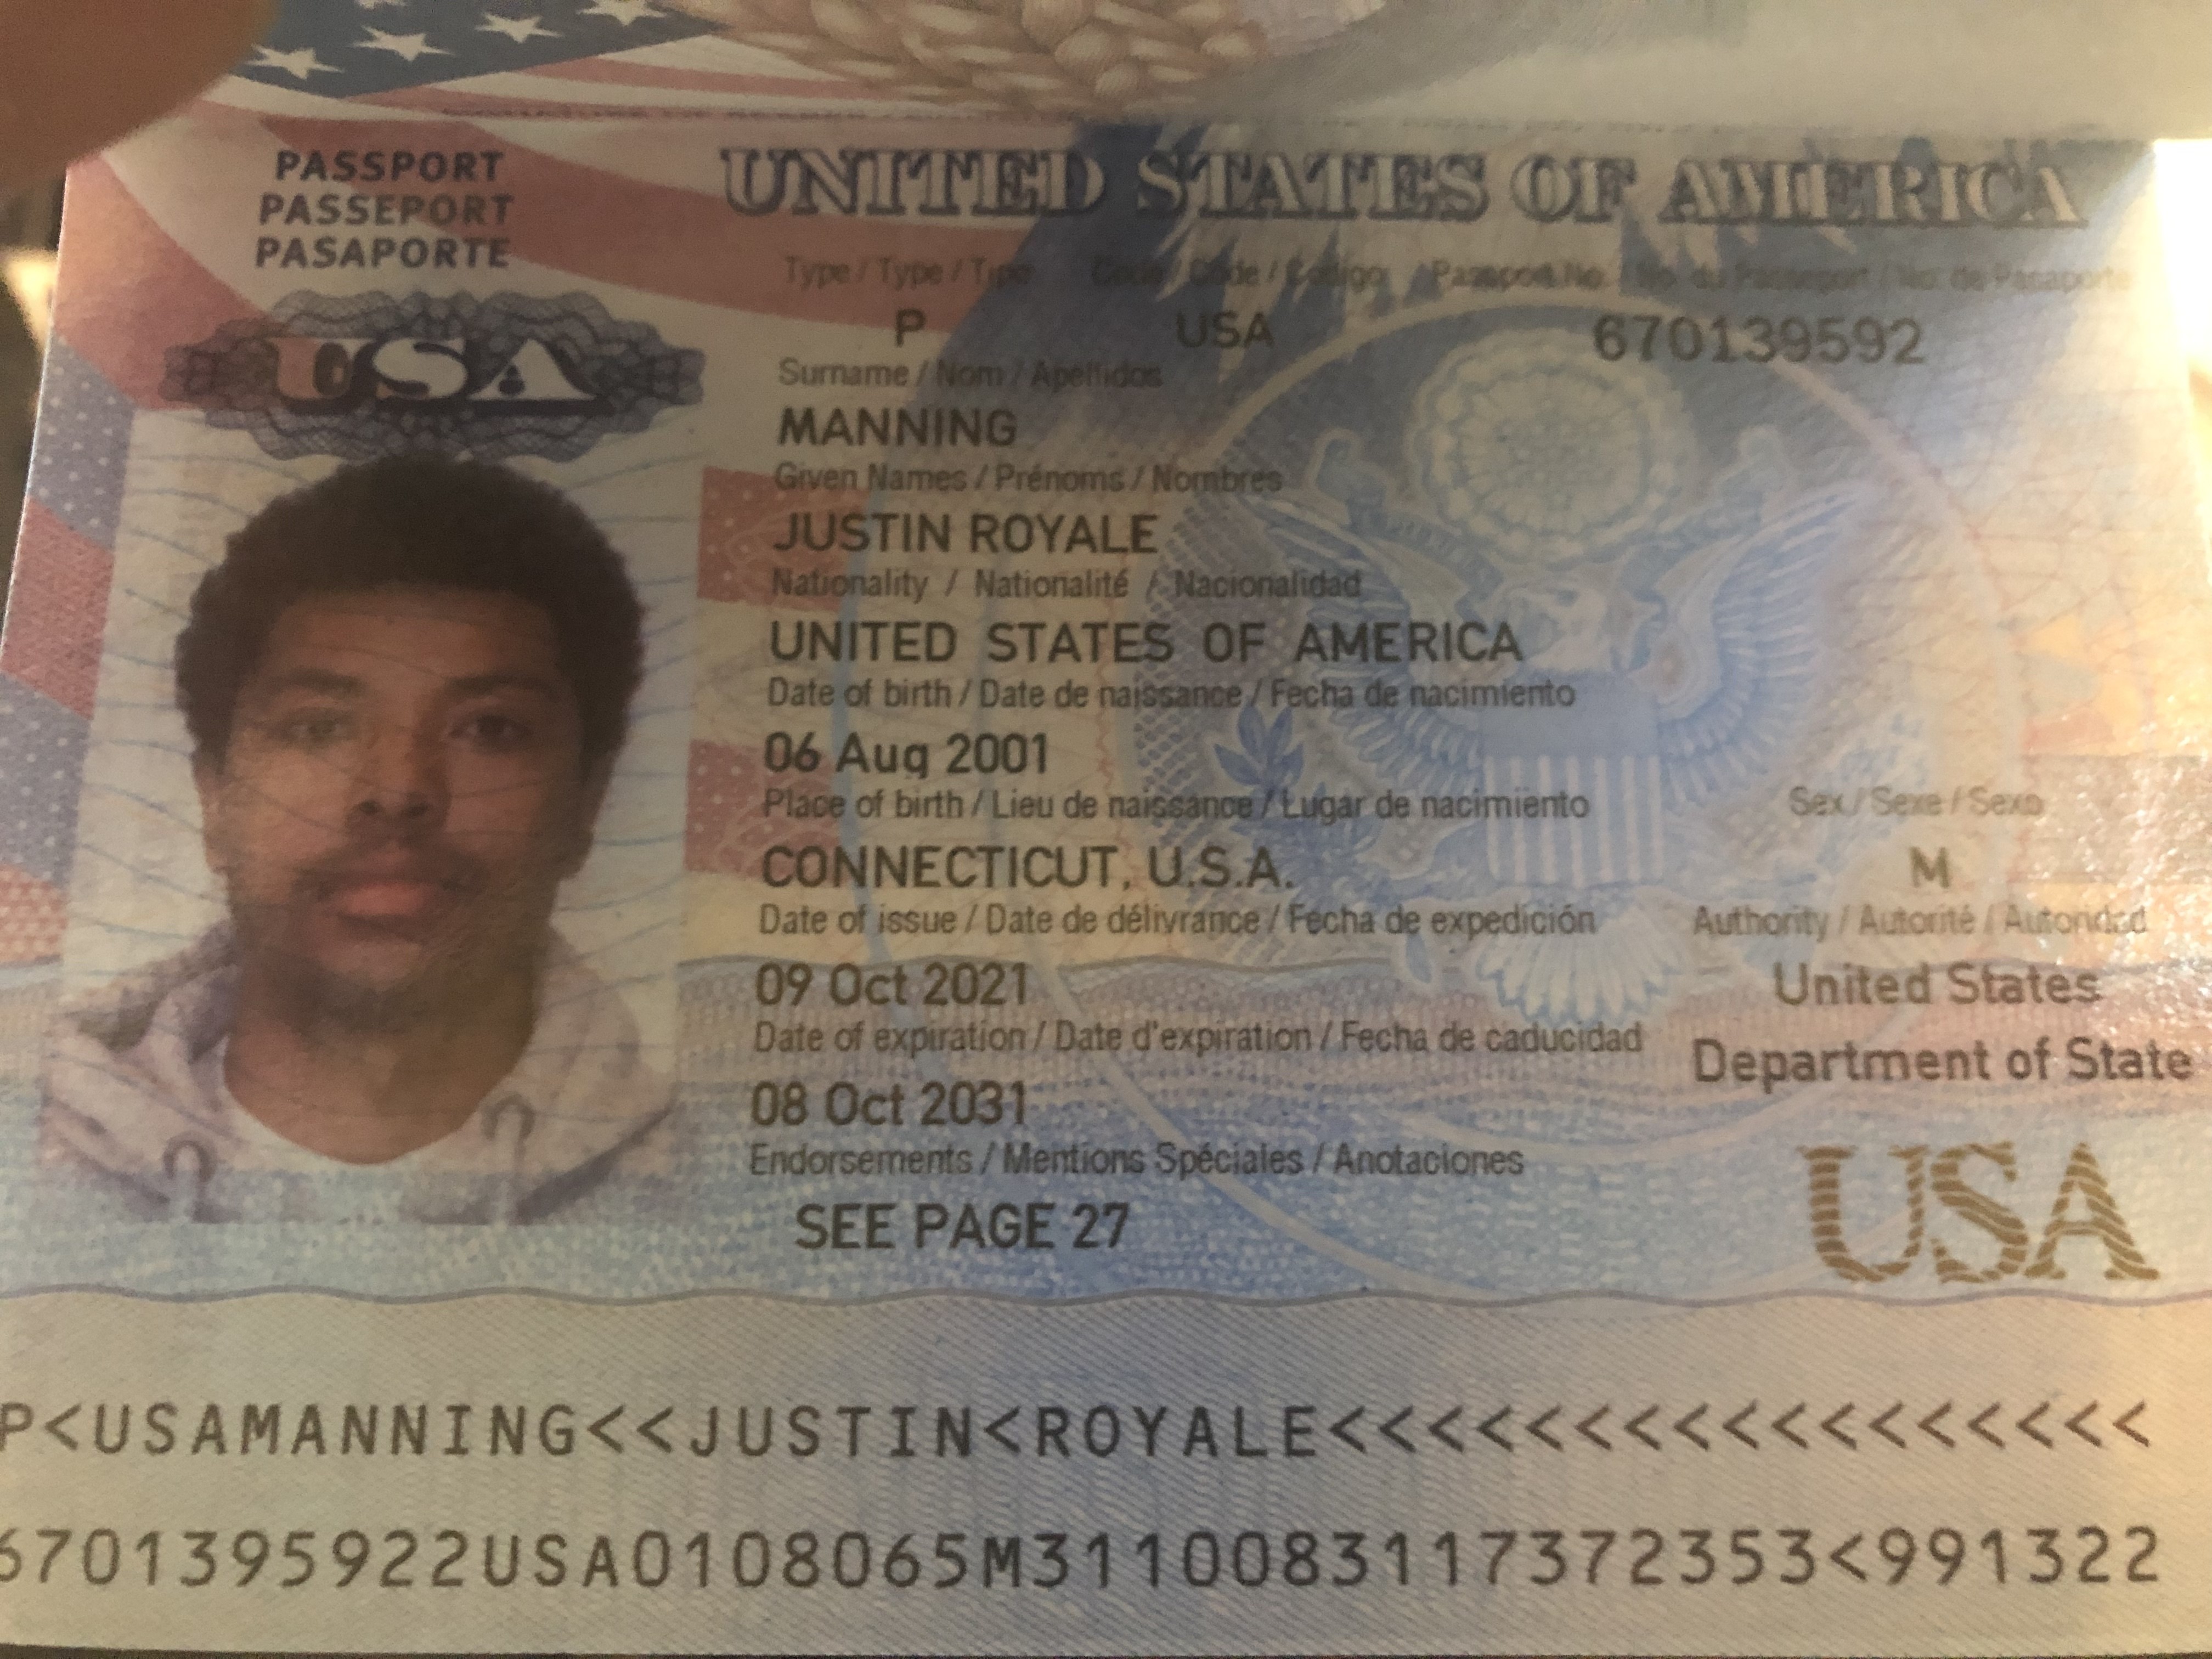 PASSPORT
PASSEPORT
PASAPORTE
USA
UNITED STATES OF AMERICA
Type / Type / Tipo Code / Code / Código Passport No. / No. du Passeport / No. de Pasaporte
P USA 670139592
Surname / Nom / Apellidos
MANNING
Given Names / Prénoms / Nombres
JUSTIN ROYALE
Nationality / Nationalité / Nacionalidad
UNITED STATES OF AMERICA
Date of birth / Date de naissance / Fecha de nacimiento
06 Aug 2001
Place of birth / Lieu de naissance / Lugar de nacimiento
CONNECTICUT, U.S.A.
Sex / Sexe / Sexo
M
Date of issue / Date de délivrance / Fecha de expedición
09 Oct 2021
Authority / Autorité / Autoridad
United States
Department of State
Date of expiration / Date d'expiration / Fecha de caducidad
08 Oct 2031
Endorsements / Mentions Spéciales / Anotaciones
SEE PAGE 27
USA
P<USAMANNING<<JUSTIN<ROYALE<<<<<<<<<<<<<<<<<<
6701395922USA0108065M3110083117372353<991322